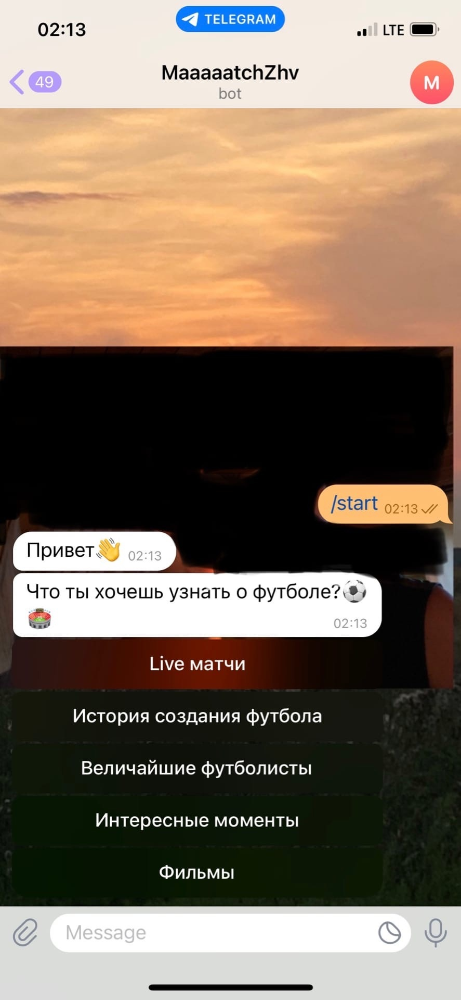 02:13
TELEGRAM
LTE
49
MaaaaatchZhv
bot
M
/start 02:13
Привет👋 02:13
Что ты хочешь узнать о футболе?⚽
🏟 02:13
Live матчи
История создания футбола
Величайшие футболисты
Интересные моменты
Фильмы
Message